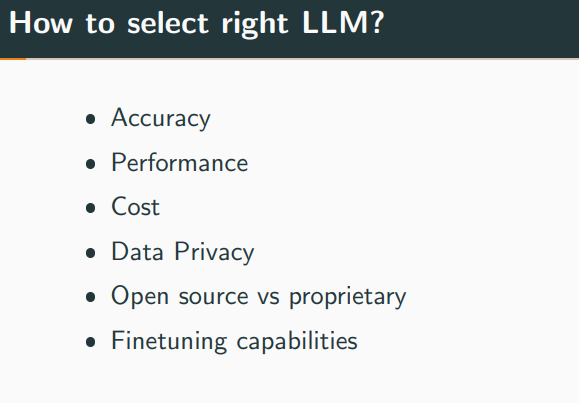 How to select right LLM?
• Accuracy
• Performance
• Cost
• Data Privacy
• Open source vs proprietary
• Finetuning capabilities